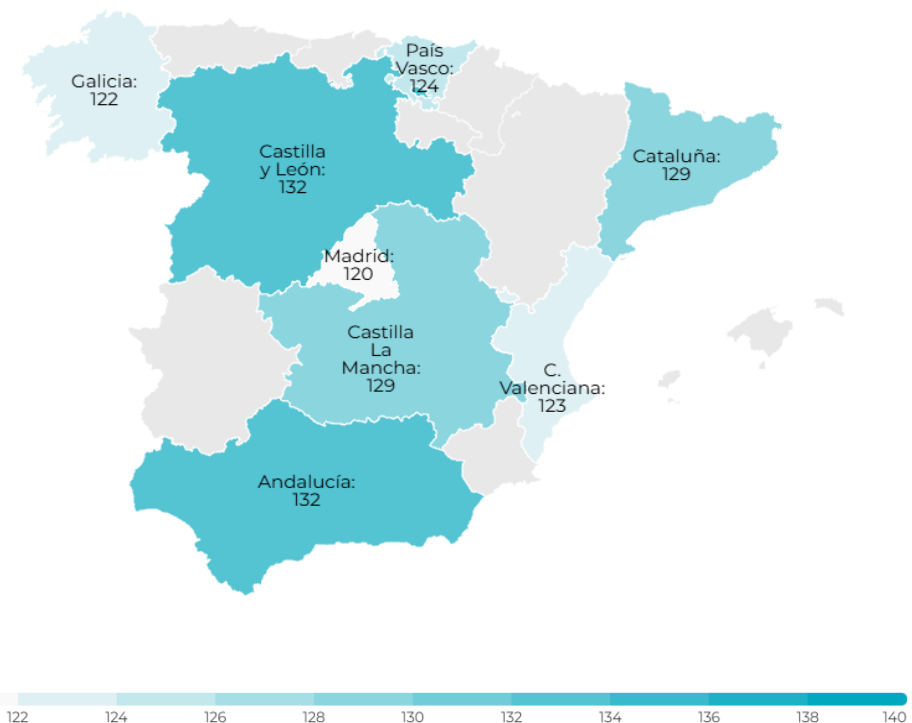 País
Vasco:
124
Galicia:
122
Castilla
y León:
132
Cataluña:
129
Madrid:
120
Castilla
La
Mancha:
129
C.
Valenciana:
123
Andalucía:
132
122 124 126 128 130 132 134 136 138 140